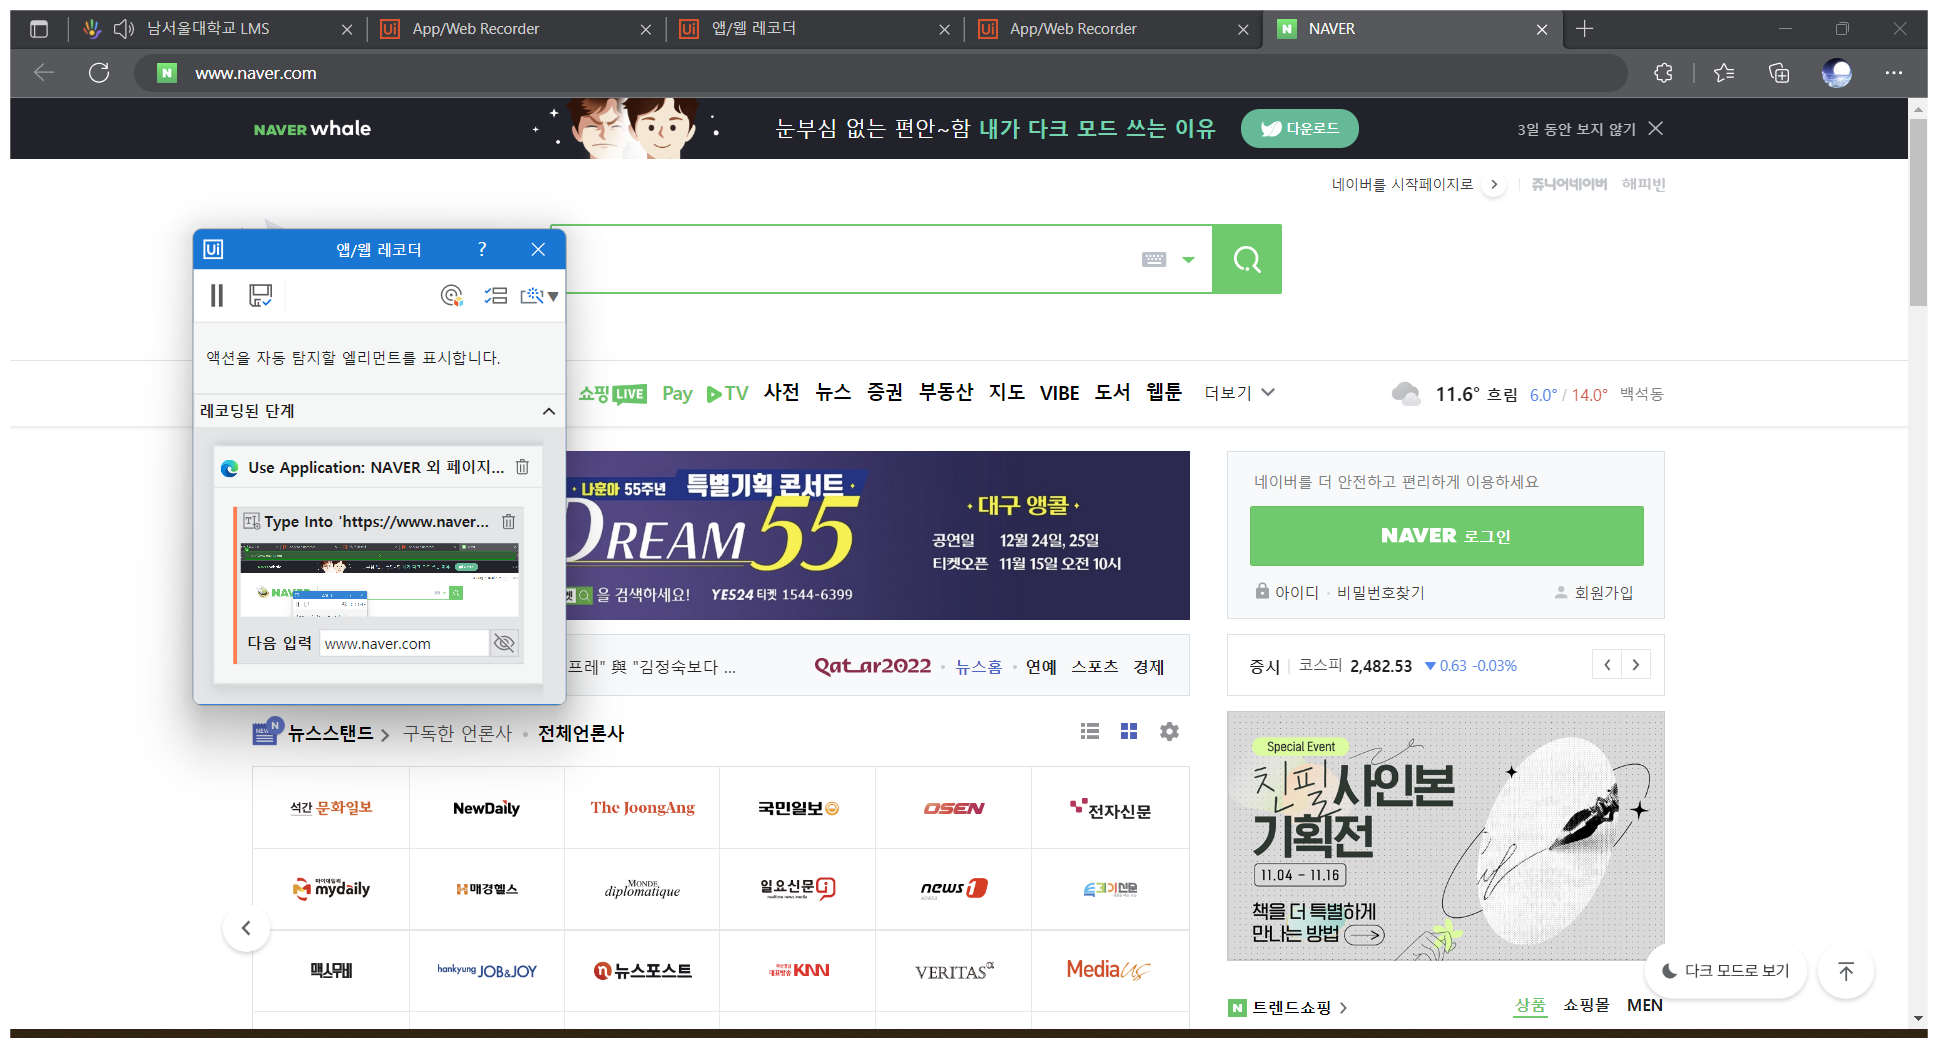 남서울대학교 LMS
Ui App/Web Recorder
Ui 앱/웹 레코더
Ui App/Web Recorder
N NAVER
N www.naver.com
NAVER whale
눈부심 없는 편안~함 내가 다크 모드 쓰는 이유
다운로드
3일 동안 보지 않기
네이버를 시작페이지로
쥬니어네이버 해피빈
Ui 앱/웹 레코더 ?
액션을 자동 탐지할 엘리먼트를 표시합니다.
레코딩된 단계
Use Application: NAVER 외 페이지...
Type Into 'https://www.naver...
다음 입력 www.naver.com
쇼핑LIVE Pay TV 사전 뉴스 증권 부동산 지도 VIBE 도서 웹툰 더보기
11.6° 흐림 6.0° / 14.0° 백석동
나훈아 55주년 특별기획 콘서트
DREAM 55
켓 을 검색하세요! YES24 티켓 1544-6399
· 대구 앵콜 ·
공연일 12월 24일, 25일
티켓오픈 11월 15일 오전 10시
네이버를 더 안전하고 편리하게 이용하세요
NAVER 로그인
아이디 · 비밀번호찾기 회원가입
프레" 與 "김정숙보다 ...
Qatar2022 · 뉴스홈 · 연예 스포츠 경제
증시 코스피 2,482.53 ▼ 0.63 -0.03%
뉴스스탠드 > 구독한 언론사 · 전체언론사
석간 문화일보 NewDaily The JoongAng 국민일보 OSEN 전자신문
마이데일리 mydaily 매경헬스 MONDE diplomatique 일요신문 news1
맥스무비 hankyung JOB&JOY 뉴스포스트 KNN VERITAS α Media us
Special Event
친필 사인본
기획전
11.04 – 11.16
책을 더 특별하게
만나는 방법
다크 모드로 보기
N 트렌드쇼핑 >
상품 쇼핑몰 MEN